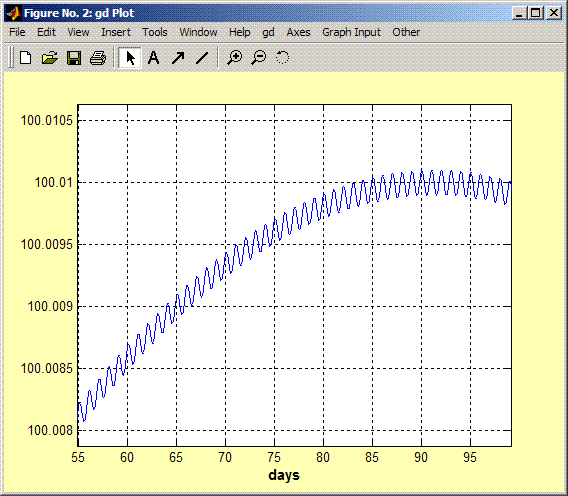 Figure No. 2: gd Plot
File Edit View Insert Tools Window Help gd Axes Graph Input Other
A
100.0105
100.01
100.0095
100.009
100.0085
100.008
55 60 65 70 75 80 85 90 95
days